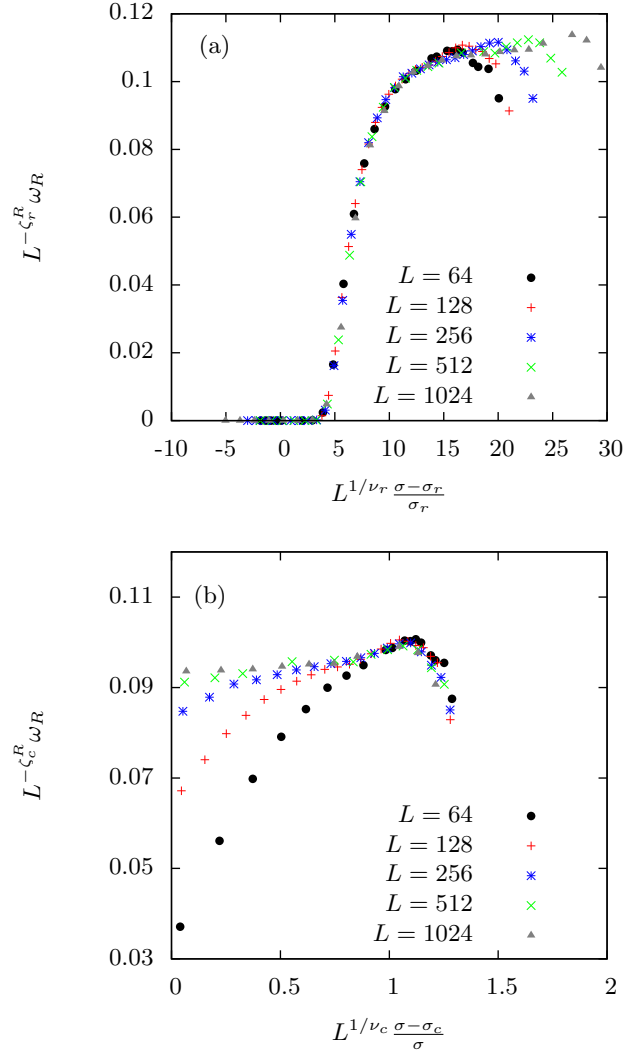 (a)
0.12
0.1
0.08
0.06
0.04
0.02
0
L^{-ζ_r^R} ω_R
L = 64
L = 128
L = 256
L = 512
L = 1024
-10 -5 0 5 10 15 20 25 30
L^{1/ν_r} \frac{σ−σ_r}{σ_r}
(b)
0.11
0.09
0.07
0.05
0.03
L^{-ζ_c^R} ω_R
L = 64
L = 128
L = 256
L = 512
L = 1024
0 0.5 1 1.5 2
L^{1/ν_c} \frac{σ−σ_c}{σ}